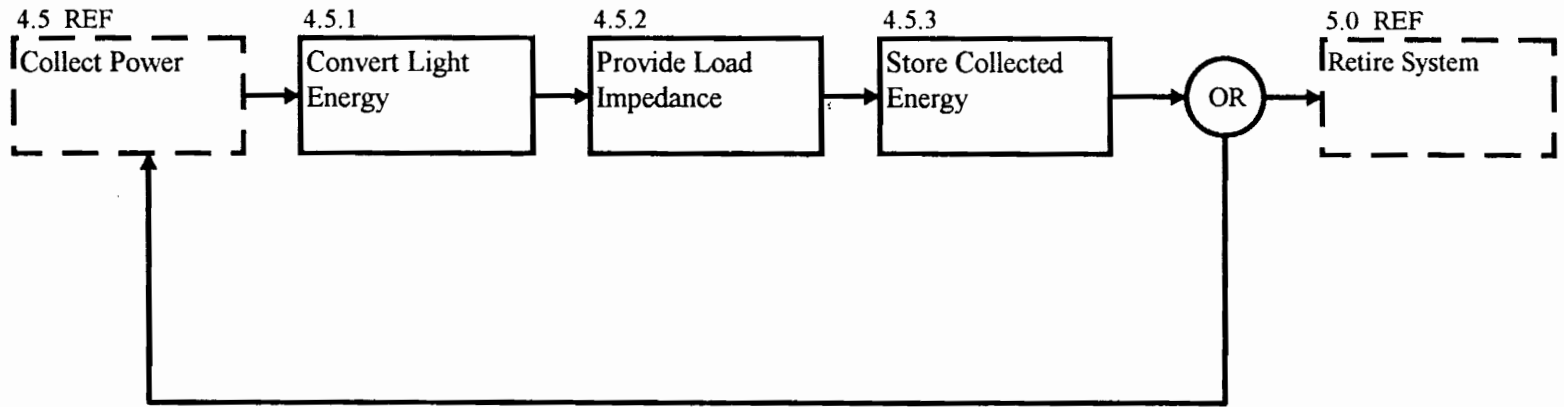 4.5 REF
Collect Power
4.5.1
Convert Light
Energy
4.5.2
Provide Load
Impedance
4.5.3
Store Collected
Energy
OR
5.0 REF
Retire System